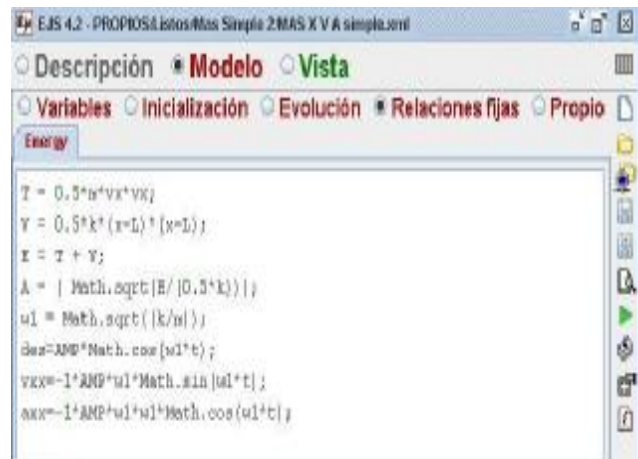 EJS 4.2 - PROPIOS/Listos/Mas Simple 2/MAS X V A simple.xml
Descripción Modelo Vista
Variables Inicialización Evolución Relaciones fijas Propio
Energy
T = 0.5*m*vx*vx;
V = 0.5*k*(x-L)*(x-L);
E = T + V;
A = ( Math.sqrt(E/(0.5*k)));
w1 = Math.sqrt((k/m));
des=AMP*Math.cos(w1*t);
vxx=-1*AMP*w1*Math.sin(w1*t);
axx=-1*AMP*w1*w1*Math.cos(w1*t);